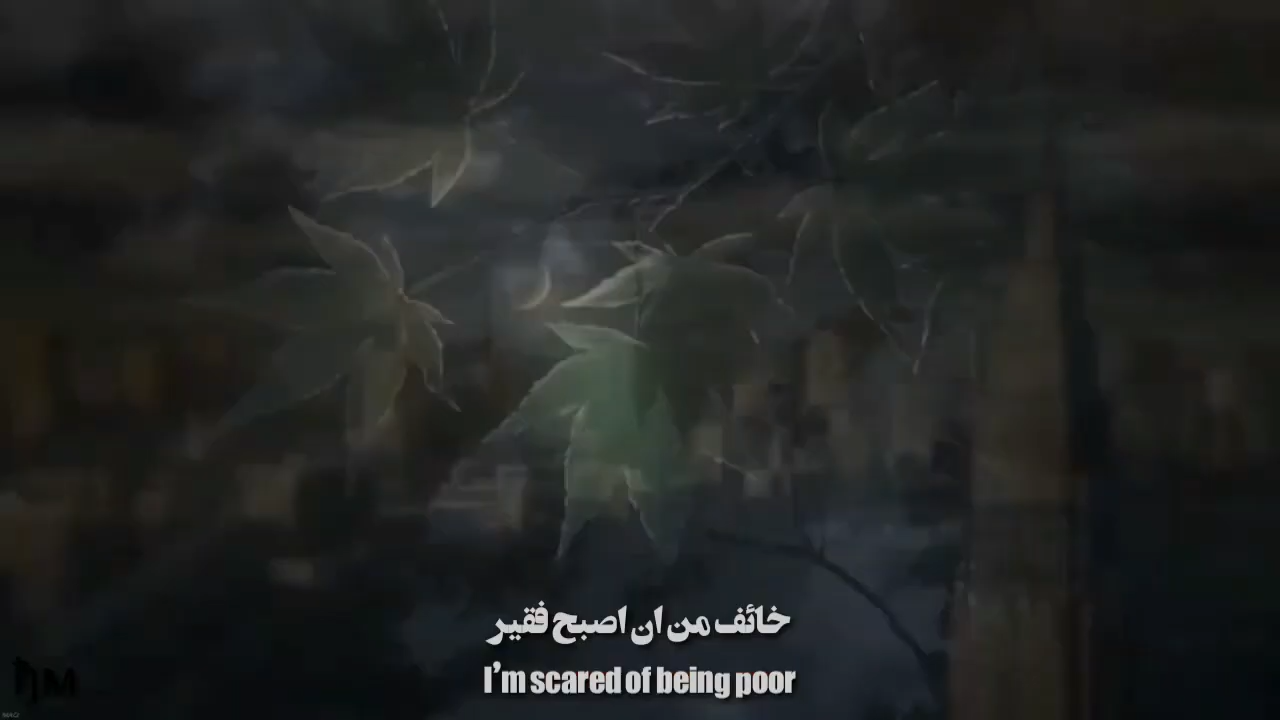 خائف من ان اصبح فقير
I'm scared of being poor